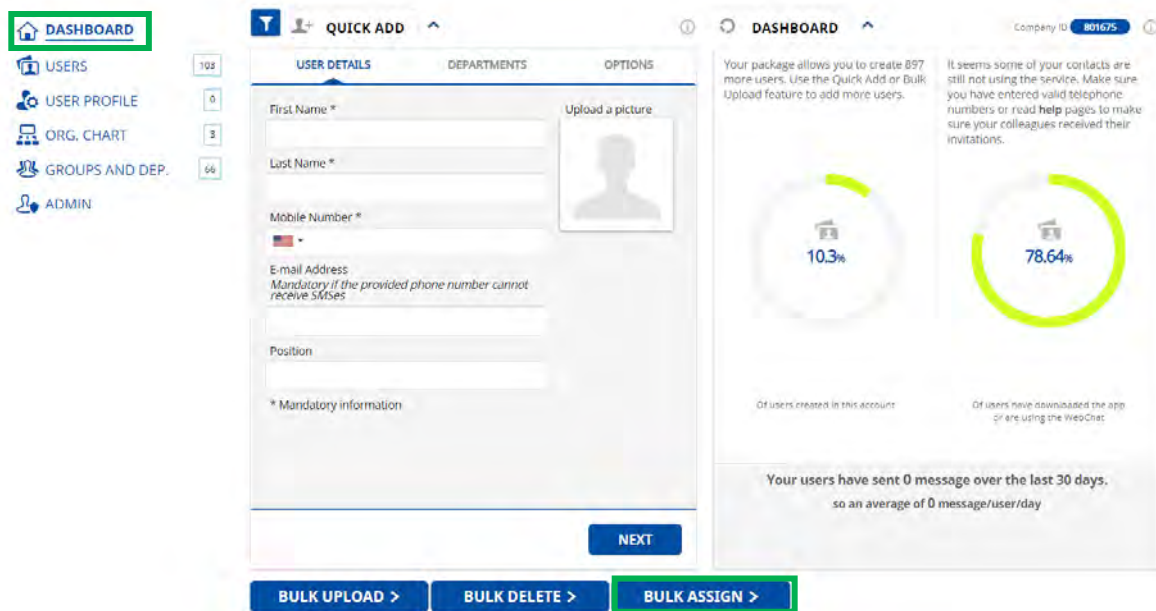 DASHBOARD
USERS 103
USER PROFILE 0
ORG. CHART 3
GROUPS AND DEP. 66
ADMIN
QUICK ADD
USER DETAILS DEPARTMENTS OPTIONS
First Name *
Upload a picture
Last Name *
Mobile Number *
E-mail Address
Mandatory if the provided phone number cannot
receive SMSes
Position
* Mandatory information
NEXT
DASHBOARD
Company ID 801675
Your package allows you to create 897
more users. Use the Quick Add or Bulk
Upload feature to add more users.
10.3%
Of users created in this account
It seems some of your contacts are
still not using the service. Make sure
you have entered valid telephone
numbers or read help pages to make
sure your colleagues received their
invitations.
78.64%
Of users have downloaded the app
or are using the WebChat
Your users have sent 0 message over the last 30 days.
so an average of 0 message/user/day
BULK UPLOAD > BULK DELETE > BULK ASSIGN >